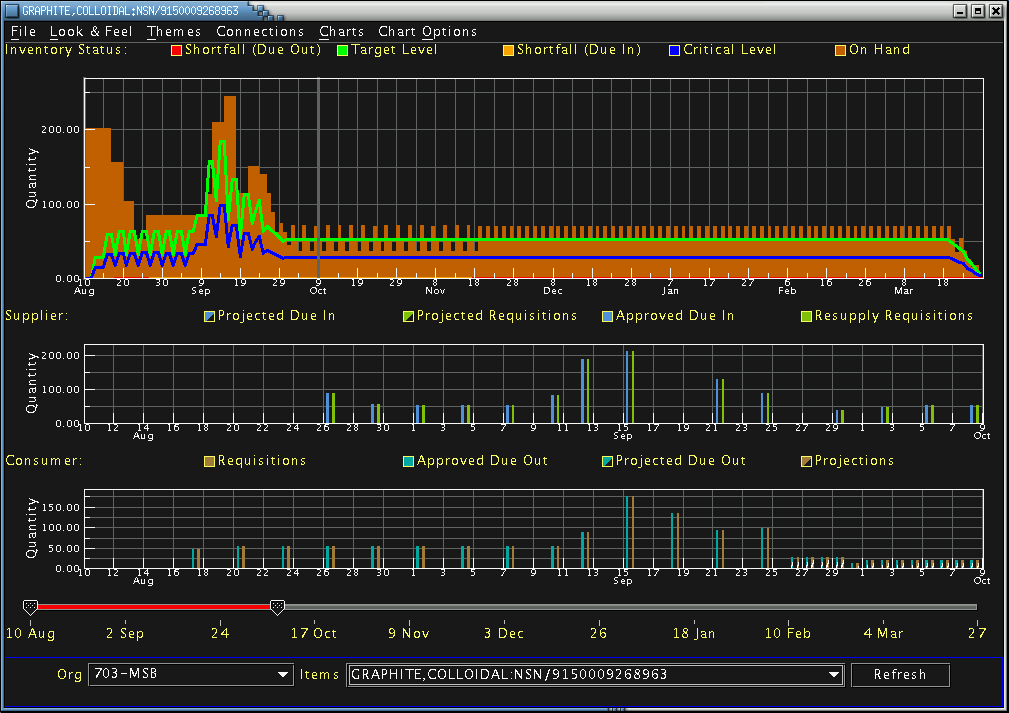 GRAPHITE,COLLOIDAL:NSN/9150009268963
File Look & Feel Themes Connections Charts Chart Options
Inventory Status: Shortfall (Due Out) Target Level Shortfall (Due In) Critical Level On Hand
Quantity
200.00
100.00
0.00
10 20 30 9 19 29 9 19 29 8 18 28 8 18 28 7 17 27 6 16 26 8 18
Aug Sep Oct Nov Dec Jan Feb Mar
Supplier: Projected Due In Projected Requisitions Approved Due In Resupply Requisitions
Quantity
200.00
100.00
0.00
10 12 14 16 18 20 22 24 26 28 30 1 3 5 7 9 11 13 15 17 19 21 23 25 27 29 1 3 5 7 9
Aug Sep Oct
Consumer: Requisitions Approved Due Out Projected Due Out Projections
Quantity
150.00
100.00
50.00
0.00
10 12 14 16 18 20 22 24 26 28 30 1 3 5 7 9 11 13 15 17 19 21 23 25 27 29 1 3 5 7 9
Aug Sep Oct
10 Aug 2 Sep 24 17 Oct 9 Nov 3 Dec 26 18 Jan 10 Feb 4 Mar 27
Org 703-MSB Items GRAPHITE,COLLOIDAL:NSN/9150009268963 Refresh